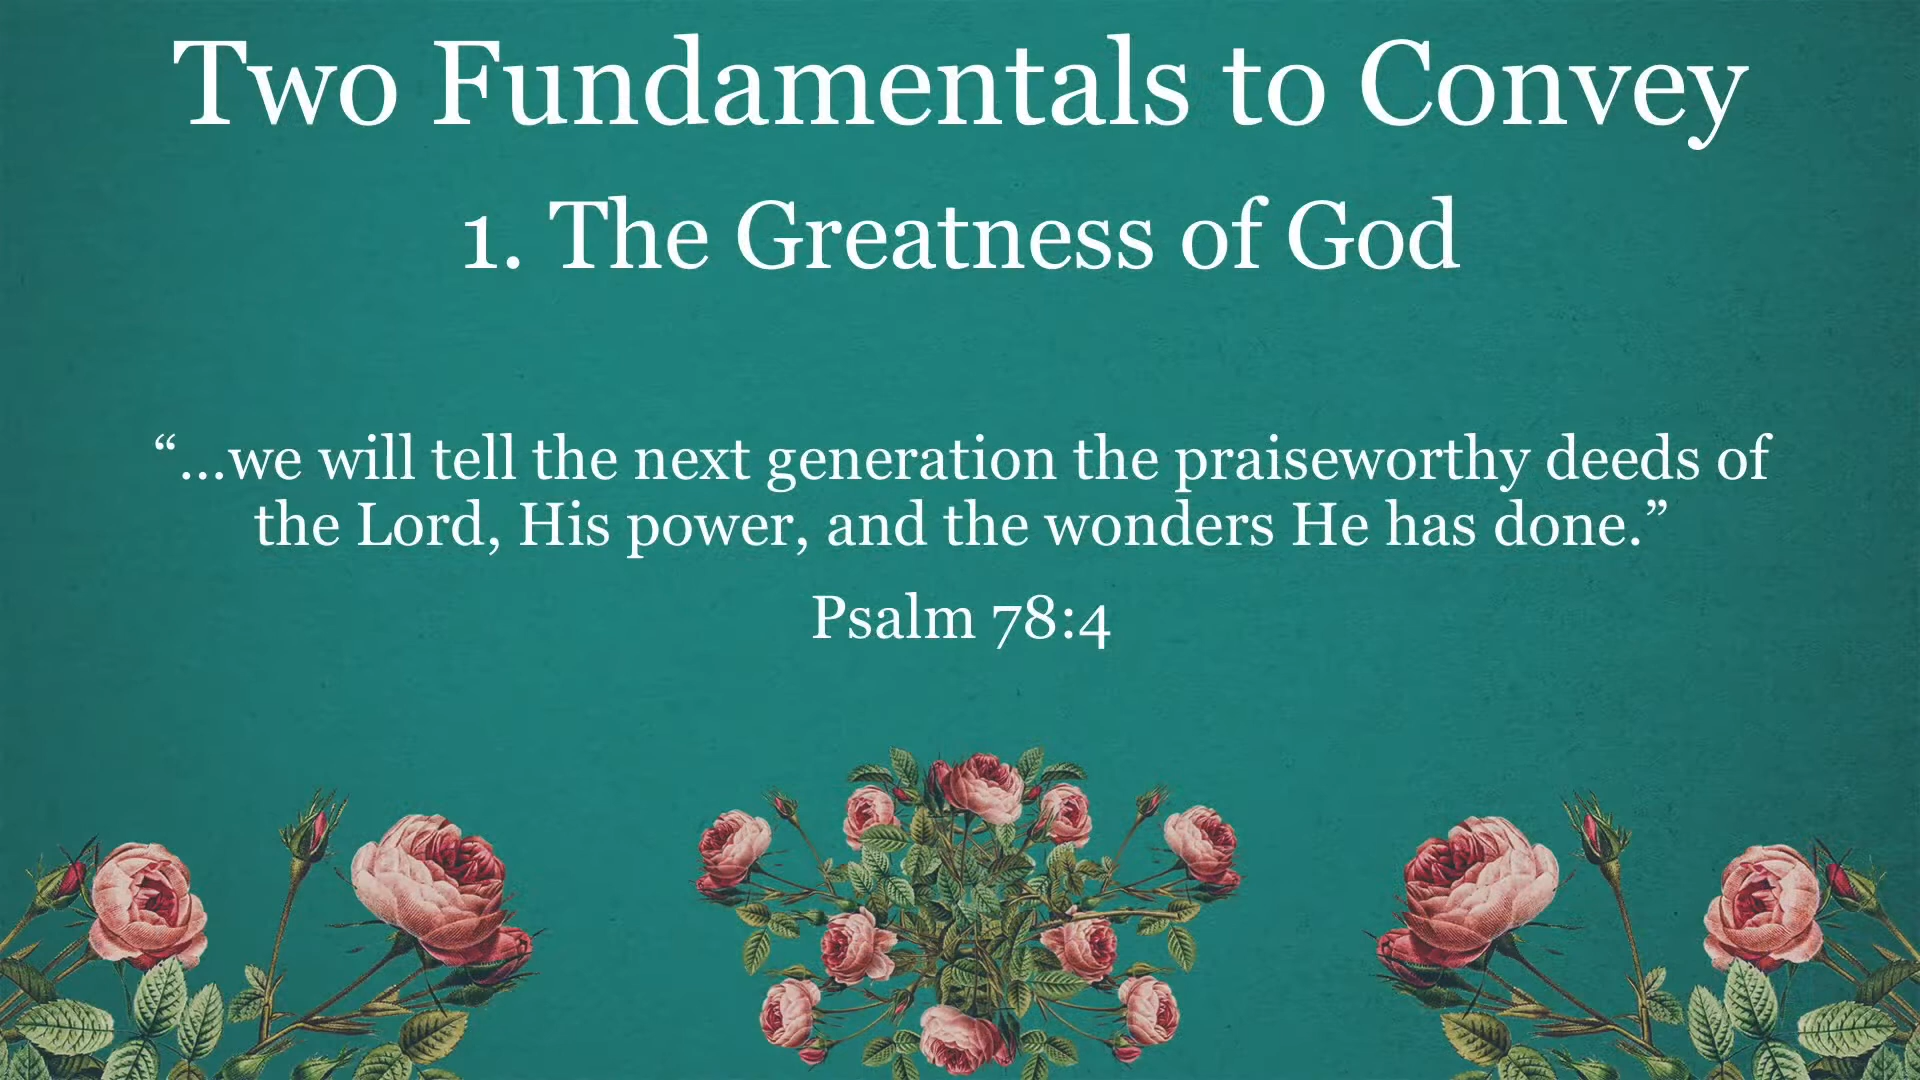 Two Fundamentals to Convey
1. The Greatness of God
“…we will tell the next generation the praiseworthy deeds of
the Lord, His power, and the wonders He has done.”
Psalm 78:4